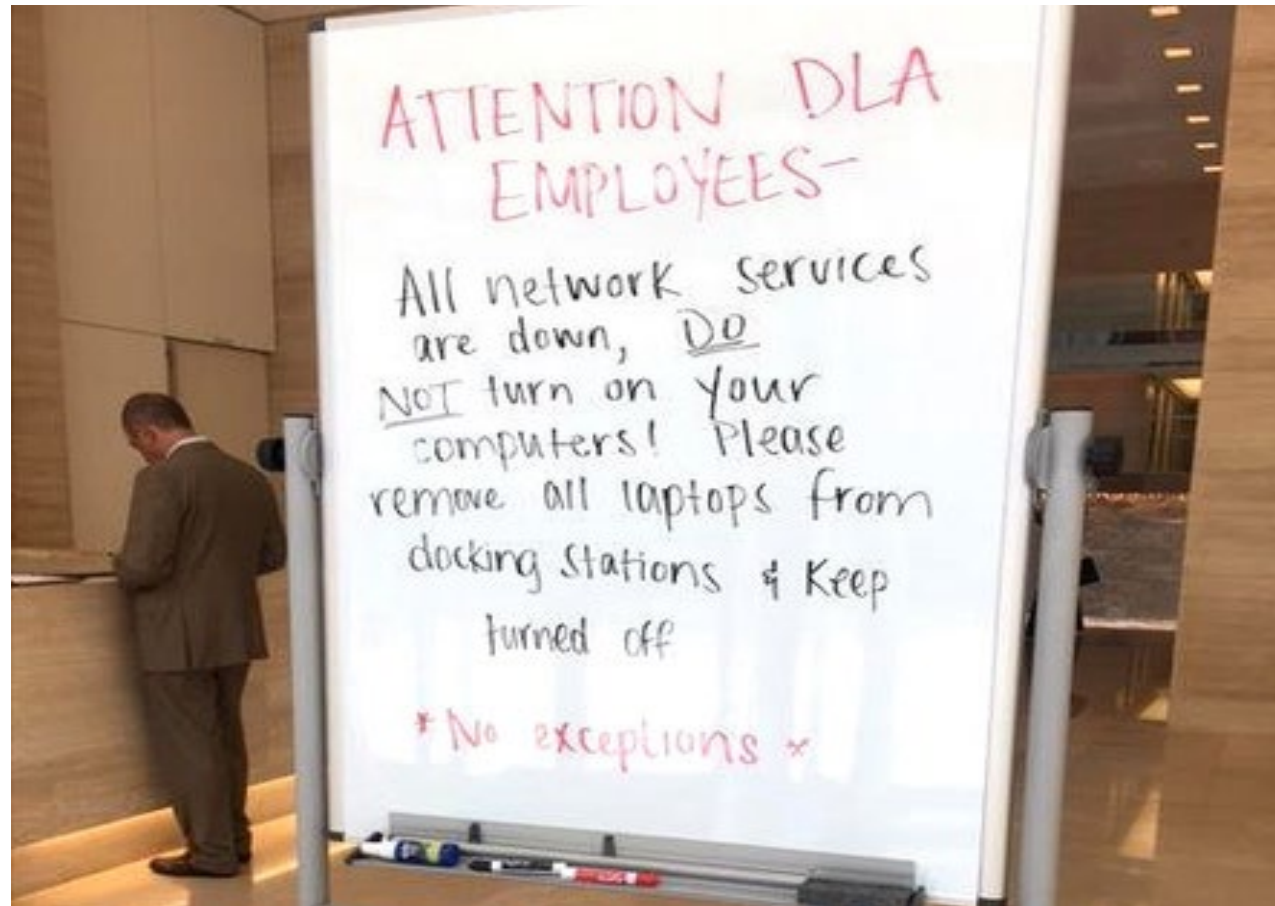 ATTENTION DLA
EMPLOYEES-
All network services
are down, DO
NOT turn on your
computers! Please
remove all laptops from
docking stations & Keep
turned off
*No exceptions*